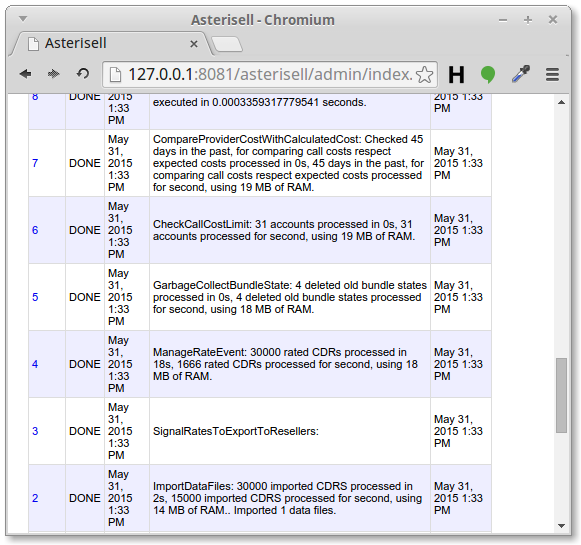 Asterisell - Chromium
Asterisell
127.0.0.1:8081/asterisell/admin/index.
H
8
DONE
2015
1:33
PM
executed in 0.0003359317779541 seconds.
2015 1:33
PM
7
DONE
May
31,
2015
1:33
PM
CompareProviderCostWithCalculatedCost: Checked 45
days in the past, for comparing call costs respect
expected costs processed in 0s, 45 days in the past, for
comparing call costs respect expected costs processed
for second, using 19 MB of RAM.
May 31,
2015 1:33
PM
6
DONE
May
31,
2015
1:33
PM
CheckCallCostLimit: 31 accounts processed in 0s, 31
accounts processed for second, using 19 MB of RAM.
May 31,
2015 1:33
PM
5
DONE
May
31,
2015
1:33
PM
GarbageCollectBundleState: 4 deleted old bundle states
processed in 0s, 4 deleted old bundle states processed
for second, using 18 MB of RAM.
May 31,
2015 1:33
PM
4
DONE
May
31,
2015
1:33
PM
ManageRateEvent: 30000 rated CDRs processed in
18s, 1666 rated CDRs processed for second, using 18
MB of RAM.
May 31,
2015 1:33
PM
3
DONE
May
31,
2015
1:33
PM
SignalRatesToExportToResellers:
May 31,
2015 1:33
PM
2
DONE
May
31,
2015
1:33
PM
ImportDataFiles: 30000 imported CDRS processed in
2s, 15000 imported CDRS processed for second, using
14 MB of RAM.. Imported 1 data files.
May 31,
2015 1:33
PM